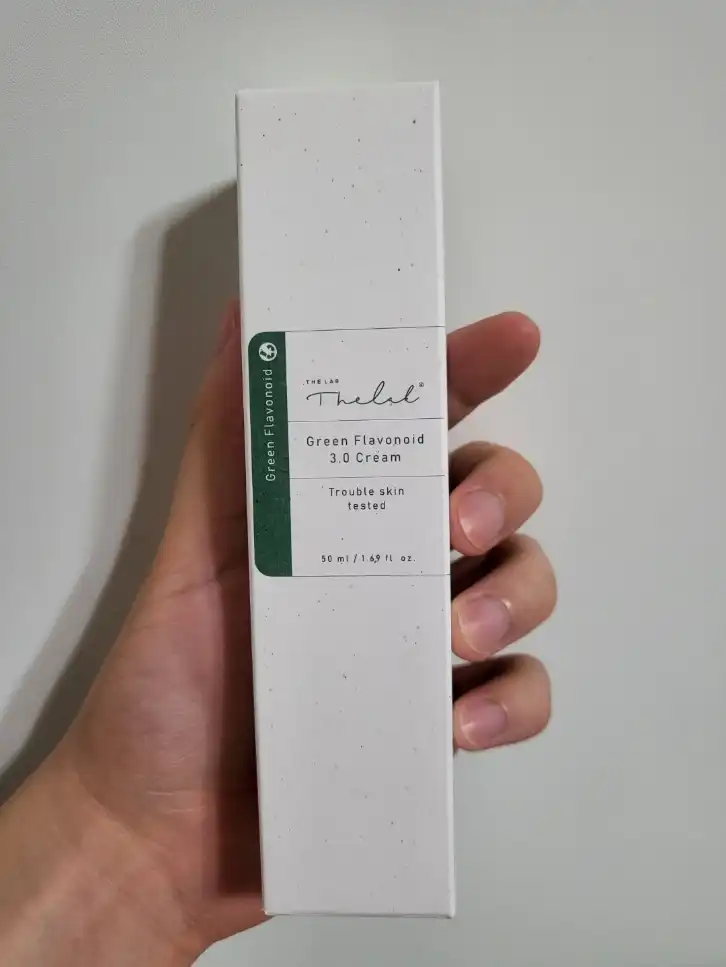 Green Flavonoid
THE LAB
Thelab®
Green Flavonoid
3.0 Cream
Trouble skin
tested
50 ml / 1.69 fl oz.